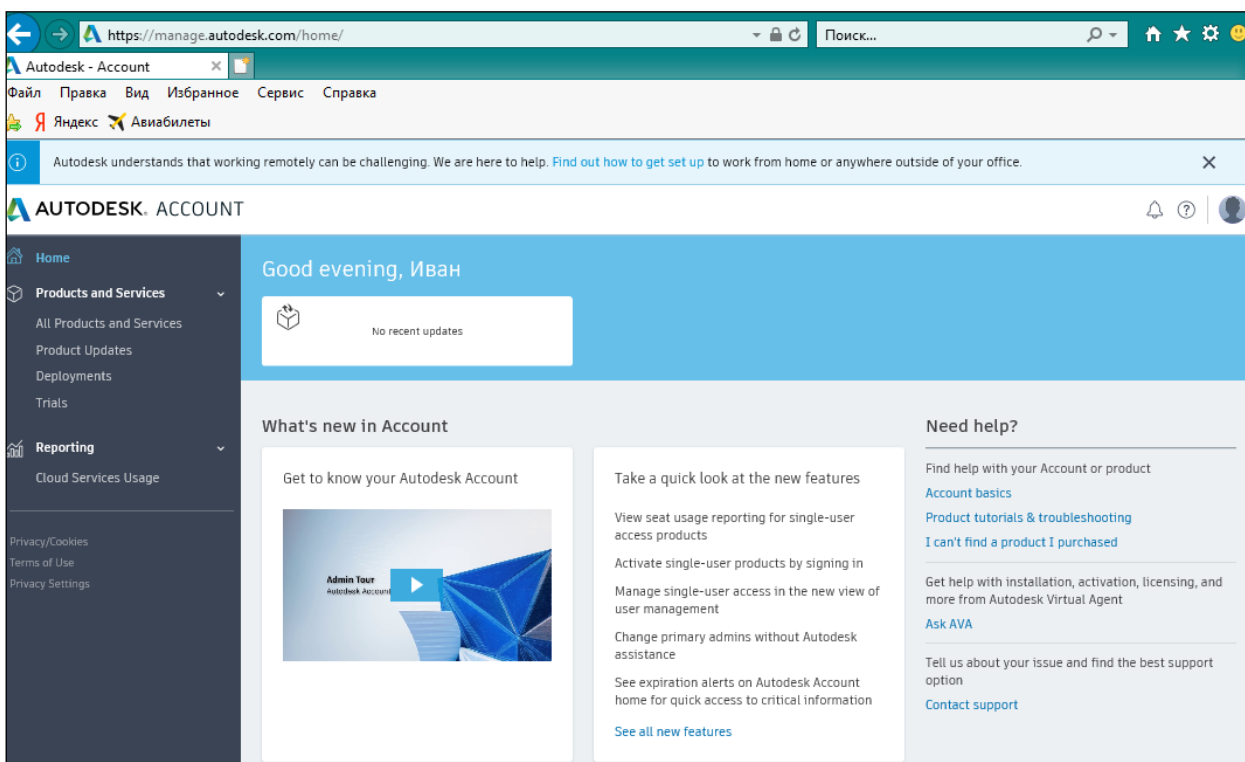 https://manage.autodesk.com/home/
Поиск...
Autodesk - Account
Файл Правка Вид Избранное Сервис Справка
Яндекс Авиабилеты
Autodesk understands that working remotely can be challenging. We are here to help. Find out how to get set up to work from home or anywhere outside of your office.
AUTODESK. ACCOUNT
Home
Products and Services
All Products and Services
Product Updates
Deployments
Trials
Reporting
Cloud Services Usage
Privacy/Cookies
Terms of Use
Privacy Settings
Good evening, Иван
No recent updates
What's new in Account
Get to know your Autodesk Account
Admin Tour
Autodesk Account
Take a quick look at the new features
View seat usage reporting for single-user
access products
Activate single-user products by signing in
Manage single-user access in the new view of
user management
Change primary admins without Autodesk
assistance
See expiration alerts on Autodesk Account
home for quick access to critical information
See all new features
Need help?
Find help with your Account or product
Account basics
Product tutorials & troubleshooting
I can't find a product I purchased
Get help with installation, activation, licensing, and
more from Autodesk Virtual Agent
Ask AVA
Tell us about your issue and find the best support
option
Contact support